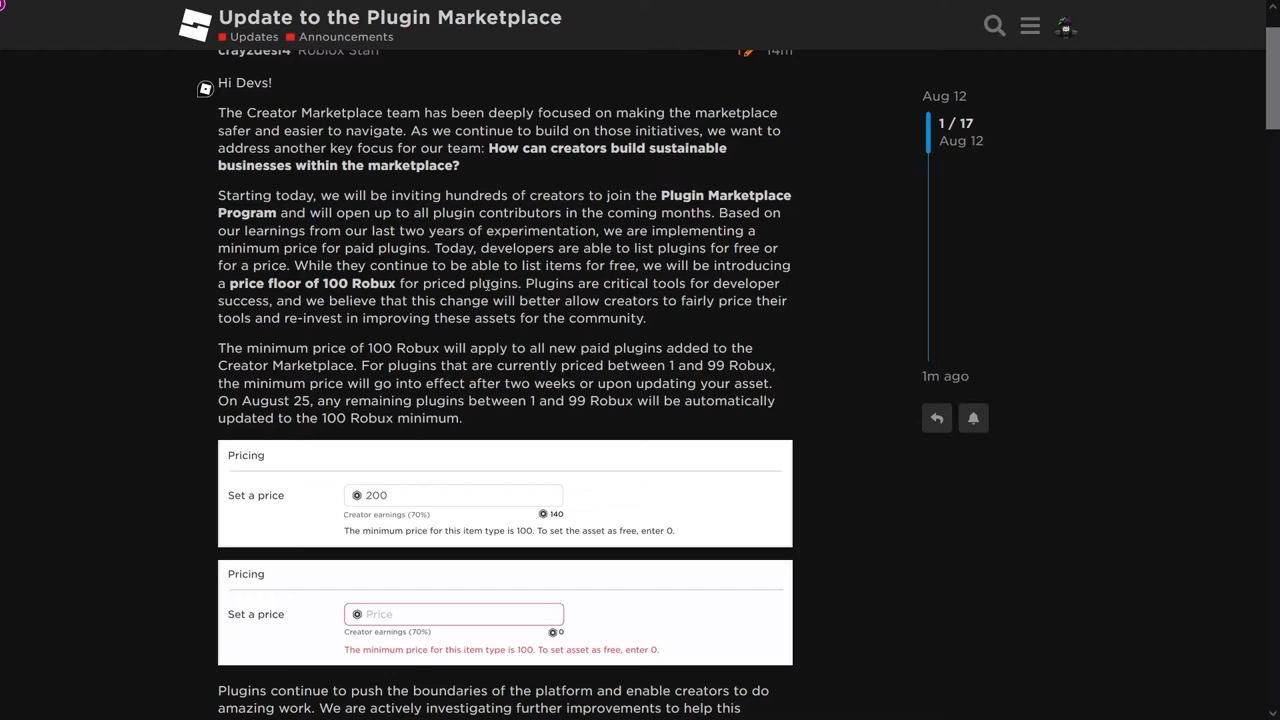 Update to the Plugin Marketplace
Updates Announcements
crayzdesi4 Roblox Staff
14m
Hi Devs!
The Creator Marketplace team has been deeply focused on making the marketplace
safer and easier to navigate. As we continue to build on those initiatives, we want to
address another key focus for our team: How can creators build sustainable
businesses within the marketplace?
Starting today, we will be inviting hundreds of creators to join the Plugin Marketplace
Program and will open up to all plugin contributors in the coming months. Based on
our learnings from our last two years of experimentation, we are implementing a
minimum price for paid plugins. Today, developers are able to list plugins for free or
for a price. While they continue to be able to list items for free, we will be introducing
a price floor of 100 Robux for priced plugins. Plugins are critical tools for developer
success, and we believe that this change will better allow creators to fairly price their
tools and re-invest in improving these assets for the community.
The minimum price of 100 Robux will apply to all new paid plugins added to the
Creator Marketplace. For plugins that are currently priced between 1 and 99 Robux,
the minimum price will go into effect after two weeks or upon updating your asset.
On August 25, any remaining plugins between 1 and 99 Robux will be automatically
updated to the 100 Robux minimum.
Pricing
Set a price 200
Creator earnings (70%) 140
The minimum price for this item type is 100. To set the asset as free, enter 0.
Pricing
Set a price Price
Creator earnings (70%) 0
The minimum price for this item type is 100. To set asset as free, enter 0.
Plugins continue to push the boundaries of the platform and enable creators to do
amazing work. We are actively investigating further improvements to help this
Aug 12
1 / 17
Aug 12
1m ago